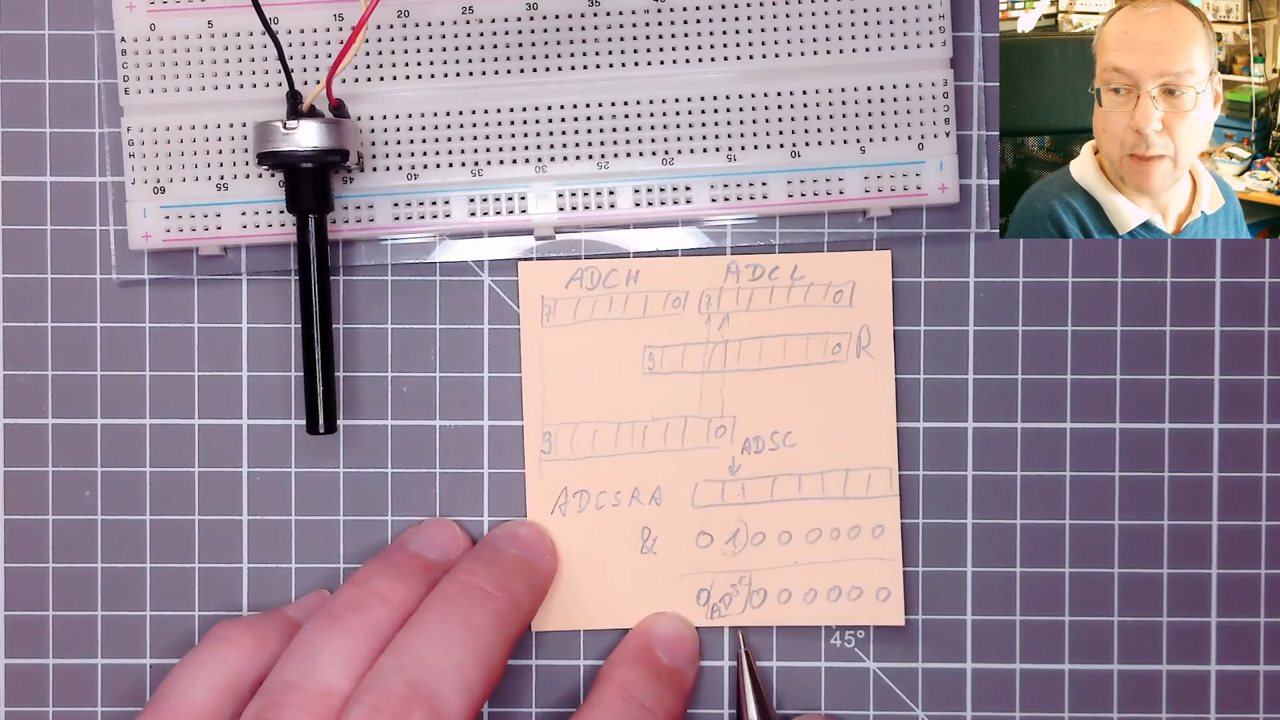 + 0 5 10 15 20 25 30 35
A B C D E
H G F
F G H I J
E D C B A
60 55 50 45 40 35 30 25 20 15 10 5 0
+ +
ADCH ADCL
7 0 7 0
9 0 R
9 0
ADSC
ADCSRA
& 0 1 0 0 0 0 0 0
0 ADSC 0 0 0 0 0 0
45°